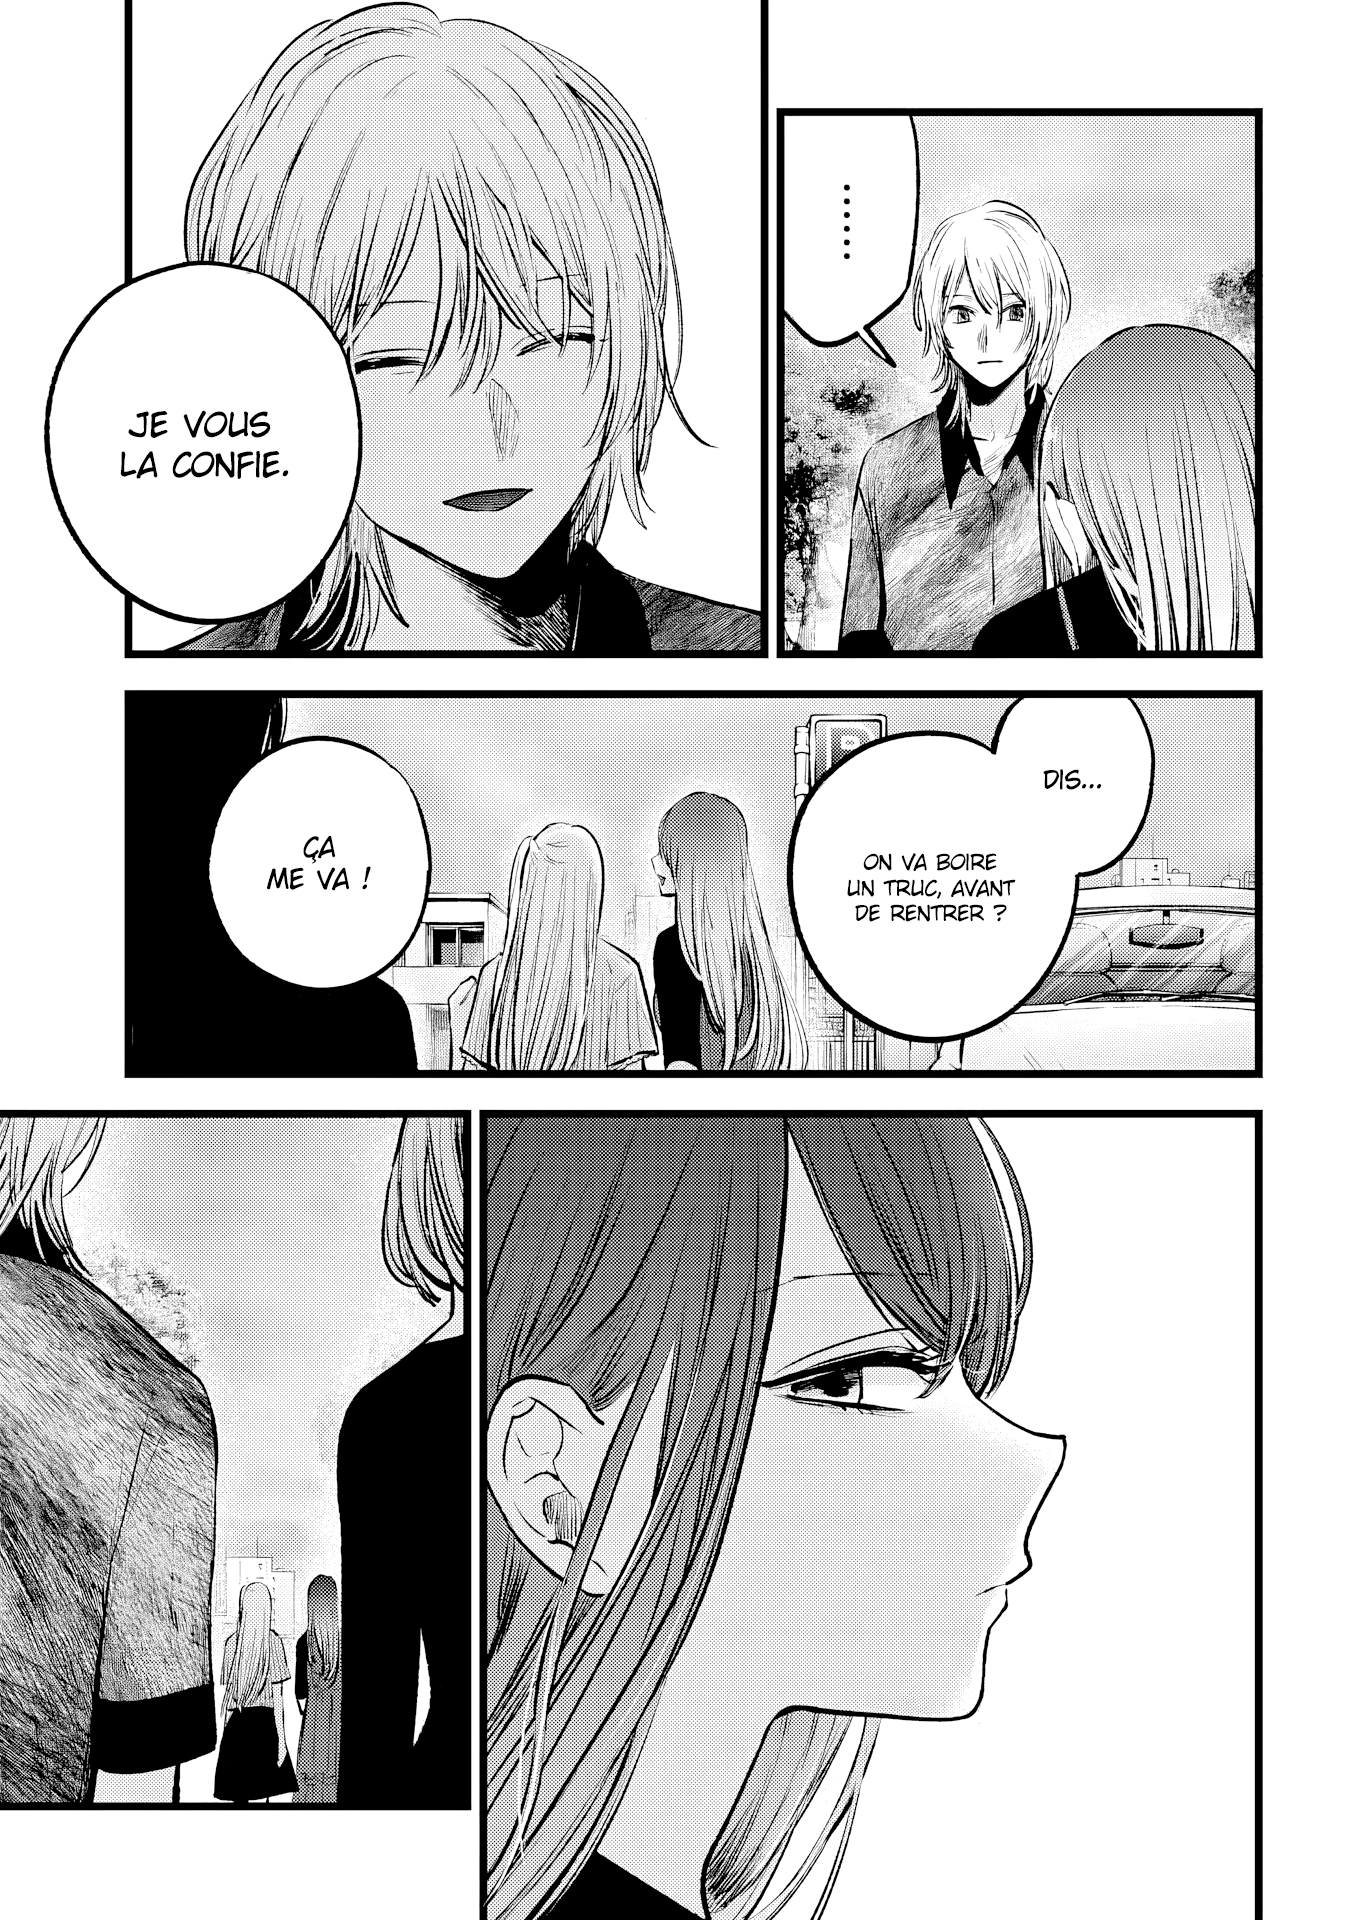 ......
JE VOUS
LA CONFIE.
DIS...
ON VA BOIRE
UN TRUC, AVANT
DE RENTRER ?
P
ÇA
ME VA !